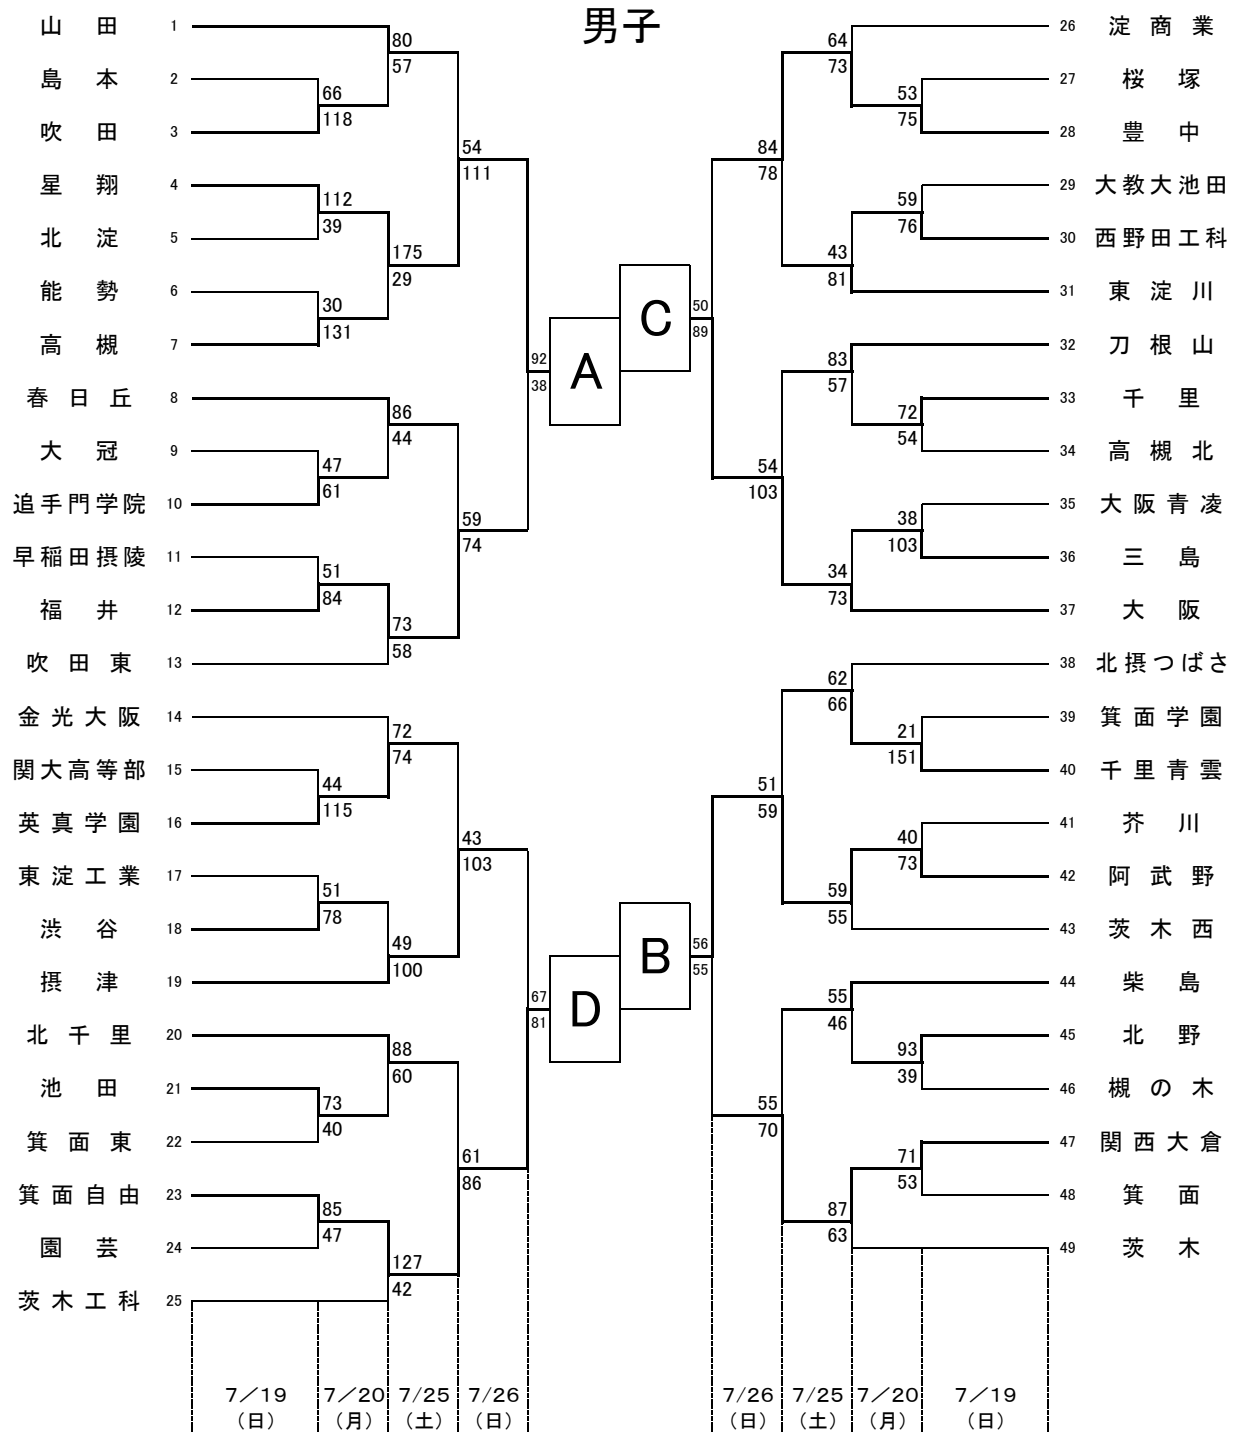 男子
山田 1
島本 2
吹田 3
星翔 4
北淀 5
能勢 6
高槻 7
春日丘 8
大冠 9
追手門学院 10
早稲田摂陵 11
福井 12
吹田東 13
金光大阪 14
関大高等部 15
英真学園 16
東淀工業 17
渋谷 18
摂津 19
北千里 20
池田 21
箕面東 22
箕面自由 23
園芸 24
茨木工科 25
66
118
112
39
30
131
47
61
51
84
44
115
51
78
73
40
85
47
80
57
175
29
86
44
73
58
72
74
49
100
88
60
127
42
54
111
59
74
43
103
61
86
92
38
67
81
A
C
B
D
50
89
56
55
84
78
54
103
51
59
55
70
64
73
43
81
83
57
34
73
62
66
59
55
55
46
87
63
53
75
59
76
72
54
38
103
21
151
40
73
93
39
71
53
26 淀商業
27 桜塚
28 豊中
29 大教大池田
30 西野田工科
31 東淀川
32 刀根山
33 千里
34 高槻北
35 大阪青凌
36 三島
37 大阪
38 北摂つばさ
39 箕面学園
40 千里青雲
41 芥川
42 阿武野
43 茨木西
44 柴島
45 北野
46 槻の木
47 関西大倉
48 箕面
49 茨木
7/19 7/20 7/25 7/26 7/26 7/25 7/20 7/19
(日) (月) (土) (日) (日) (土) (月) (日)